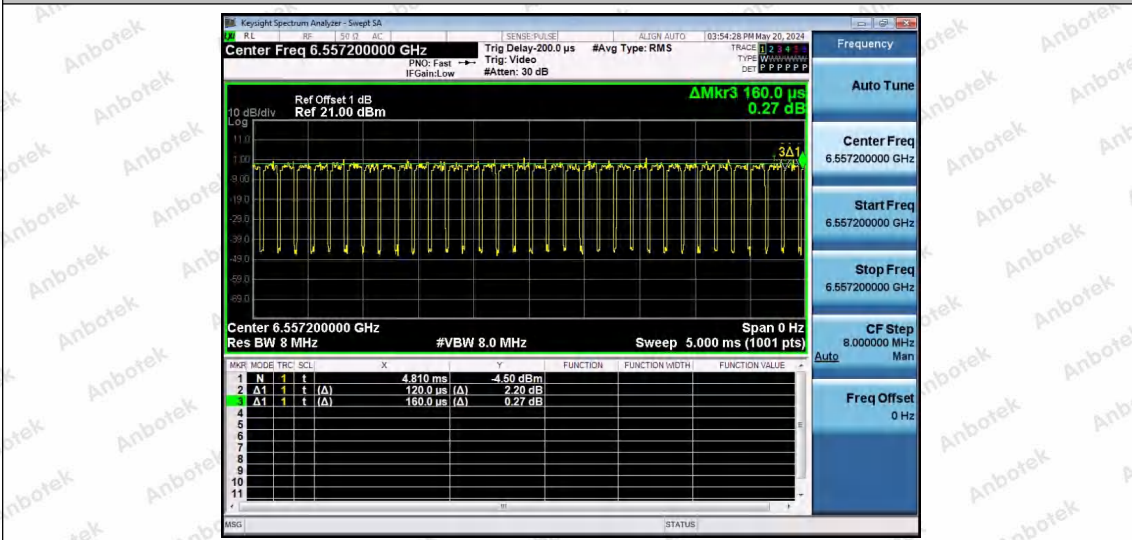 Keysight Spectrum Analyzer - Swept SA
RL RF 50 Ω AC SENSE:PULSE ALIGN AUTO 03:54:28 PM May 20, 2024
Center Freq 6.557200000 GHz
PNO: Fast
IFGain:Low
Trig Delay-200.0 µs
Trig: Video
#Atten: 30 dB
#Avg Type: RMS
TRACE 1 2 3 4 5 6
TYPE WWWWWW
DET P P P P P P
Frequency
ΔMkr3 160.0 µs
0.27 dB
Ref Offset 1 dB
10 dB/div Ref 21.00 dBm
Log
11.0
1.00
-9.00
-19.0
-29.0
-39.0
-49.0
-59.0
-69.0
3Δ1
Center 6.557200000 GHz Span 0 Hz
Res BW 8 MHz #VBW 8.0 MHz Sweep 5.000 ms (1001 pts)
MKR MODE TRC SCL X Y FUNCTION FUNCTION WIDTH FUNCTION VALUE
1 N 1 t 4.810 ms -4.50 dBm
2 Δ1 1 t (Δ) 120.0 µs (Δ) 2.20 dB
3 Δ1 1 t (Δ) 160.0 µs (Δ) 0.27 dB
4
5
6
7
8
9
10
11
MSG STATUS
Auto Tune
Center Freq
6.557200000 GHz
Start Freq
6.557200000 GHz
Stop Freq
6.557200000 GHz
CF Step
8.000000 MHz
Auto Man
Freq Offset
0 Hz
Anbotek